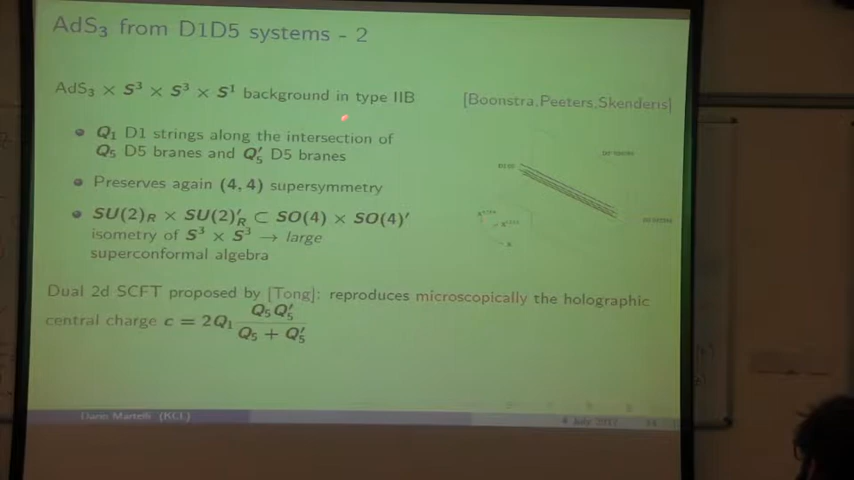 AdS3 from D1D5 systems - 2
AdS3 × S³ × S³ × S¹ background in type IIB
[Boonstra,Peeters,Skenderis]
Q1 D1 strings along the intersection of
Q5 D5 branes and Q′5 D5 branes
Preserves again (4, 4) supersymmetry
SU(2)R × SU(2)′R ⊂ SO(4) × SO(4)′
isometry of S³ × S³ → large
superconformal algebra
Dual 2d SCFT proposed by [Tong]: reproduces microscopically the holographic
central charge c = 2Q1 Q5Q′5 / Q5 + Q′5
Dario Martelli (KCL)
4 July 2017